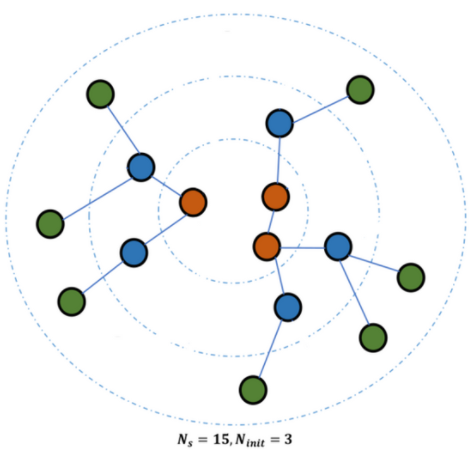 N_s = 15, N_init = 3